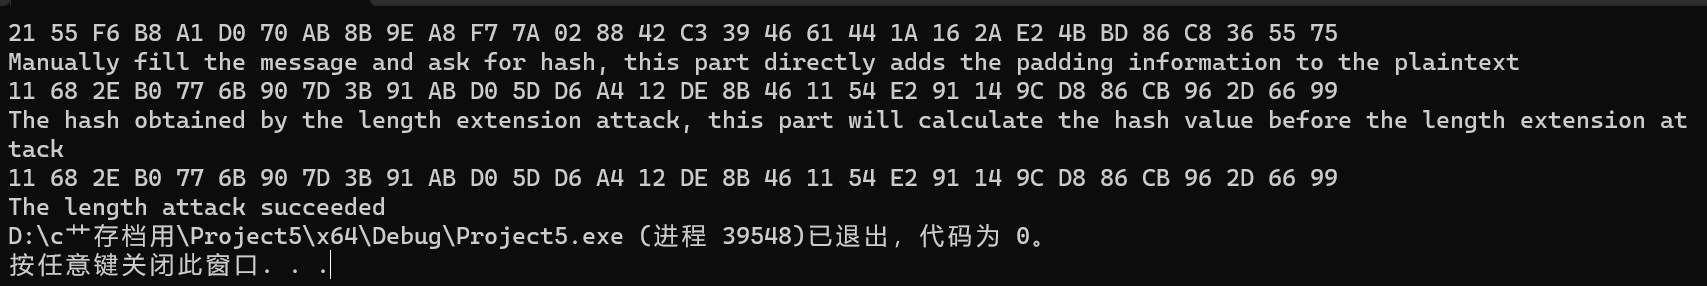 21 55 F6 B8 A1 D0 70 AB 8B 9E A8 F7 7A 02 88 42 C3 39 46 61 44 1A 16 2A E2 4B BD 86 C8 36 55 75
Manually fill the message and ask for hash, this part directly adds the padding information to the plaintext
11 68 2E B0 77 6B 90 7D 3B 91 AB D0 5D D6 A4 12 DE 8B 46 11 54 E2 91 14 9C D8 86 CB 96 2D 66 99
The hash obtained by the length extension attack, this part will calculate the hash value before the length extension at
tack
11 68 2E B0 77 6B 90 7D 3B 91 AB D0 5D D6 A4 12 DE 8B 46 11 54 E2 91 14 9C D8 86 CB 96 2D 66 99
The length attack succeeded
D:\c艹存档用\Project5\x64\Debug\Project5.exe (进程 39548)已退出，代码为 0。
按任意键关闭此窗口. . .